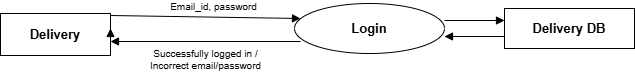 Email_id, password
Delivery
Login
Delivery DB
Successfully logged in /
Incorrect email/password